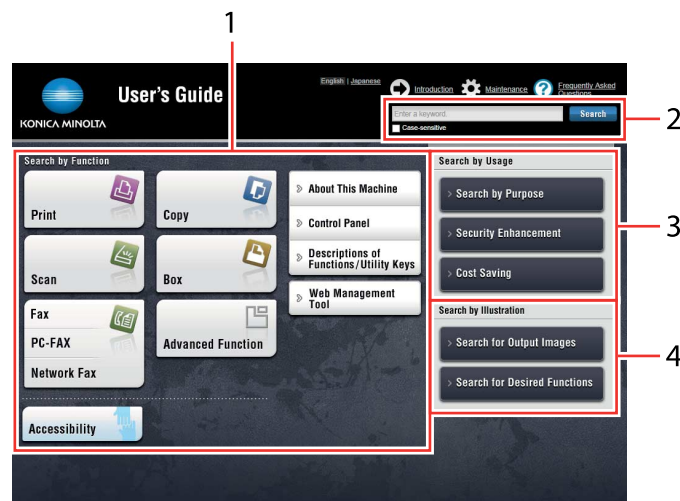 1
English | Japanese
Introduction
Maintenance
Frequently Asked
Questions
User's Guide
KONICA MINOLTA
Enter a keyword.
Search
Case-sensitive
2
Search by Function
Print
Copy
Scan
Box
Fax
PC-FAX
Network Fax
Advanced Function
Accessibility
About This Machine
Control Panel
Descriptions of
Functions/Utility Keys
Web Management
Tool
Search by Usage
Search by Purpose
Security Enhancement
Cost Saving
3
Search by Illustration
Search for Output Images
Search for Desired Functions
4